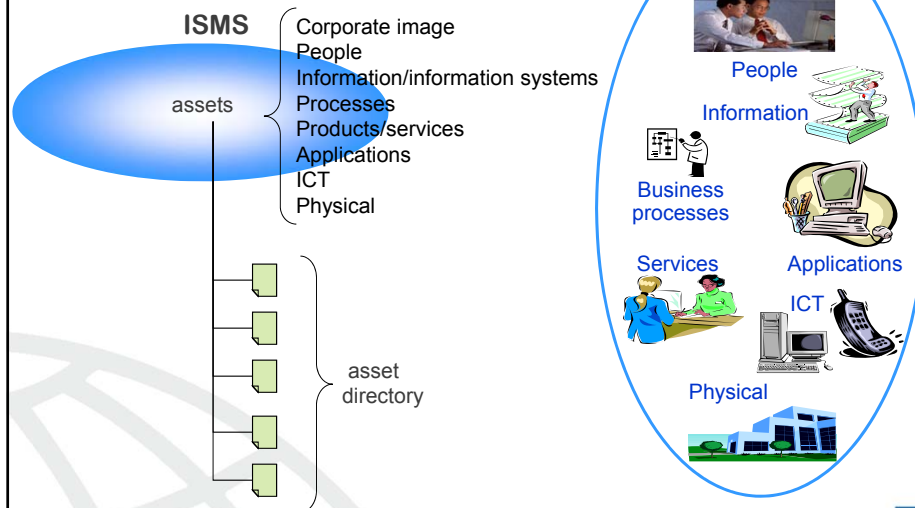 ISMS
assets
Corporate image
People
Information/information systems
Processes
Products/services
Applications
ICT
Physical
asset
directory
People
Information
Business
processes
Services
Applications
ICT
Physical